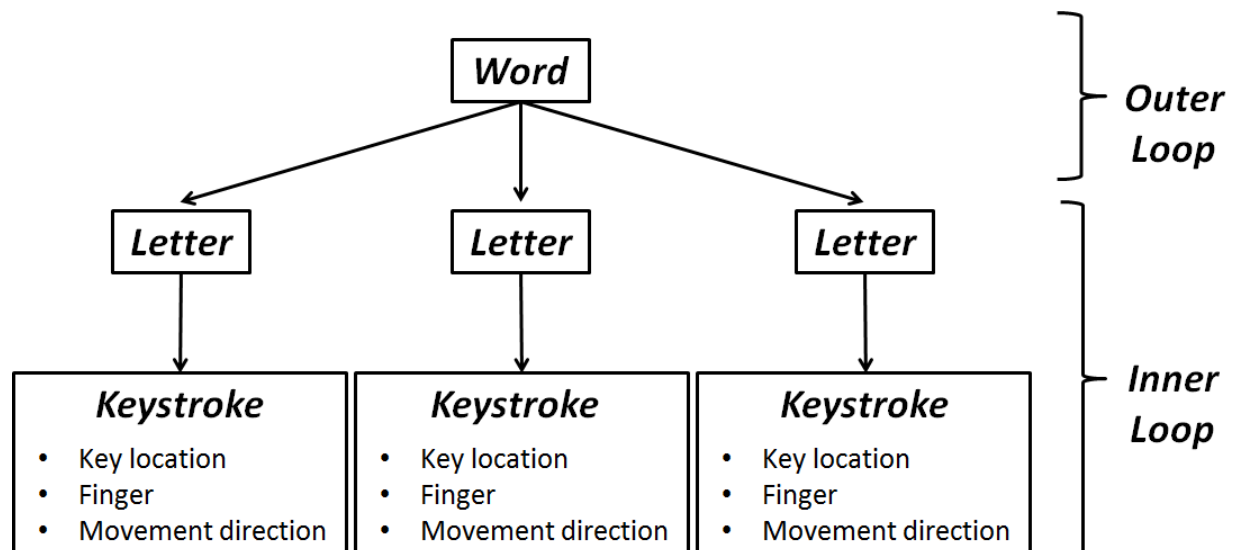 Word
Outer
Loop
Letter Letter Letter
Keystroke Keystroke Keystroke
Inner
Loop
• Key location • Key location • Key location
• Finger • Finger • Finger
• Movement direction • Movement direction • Movement direction